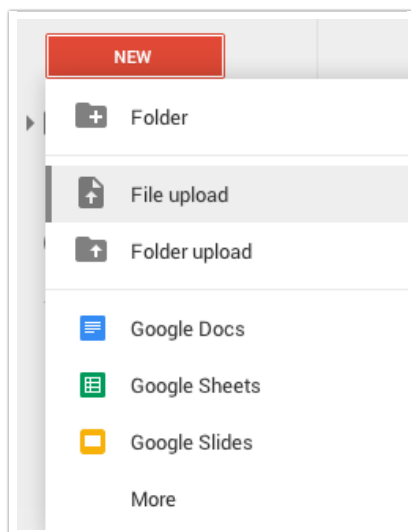 NEW
Folder
File upload
Folder upload
Google Docs
Google Sheets
Google Slides
More